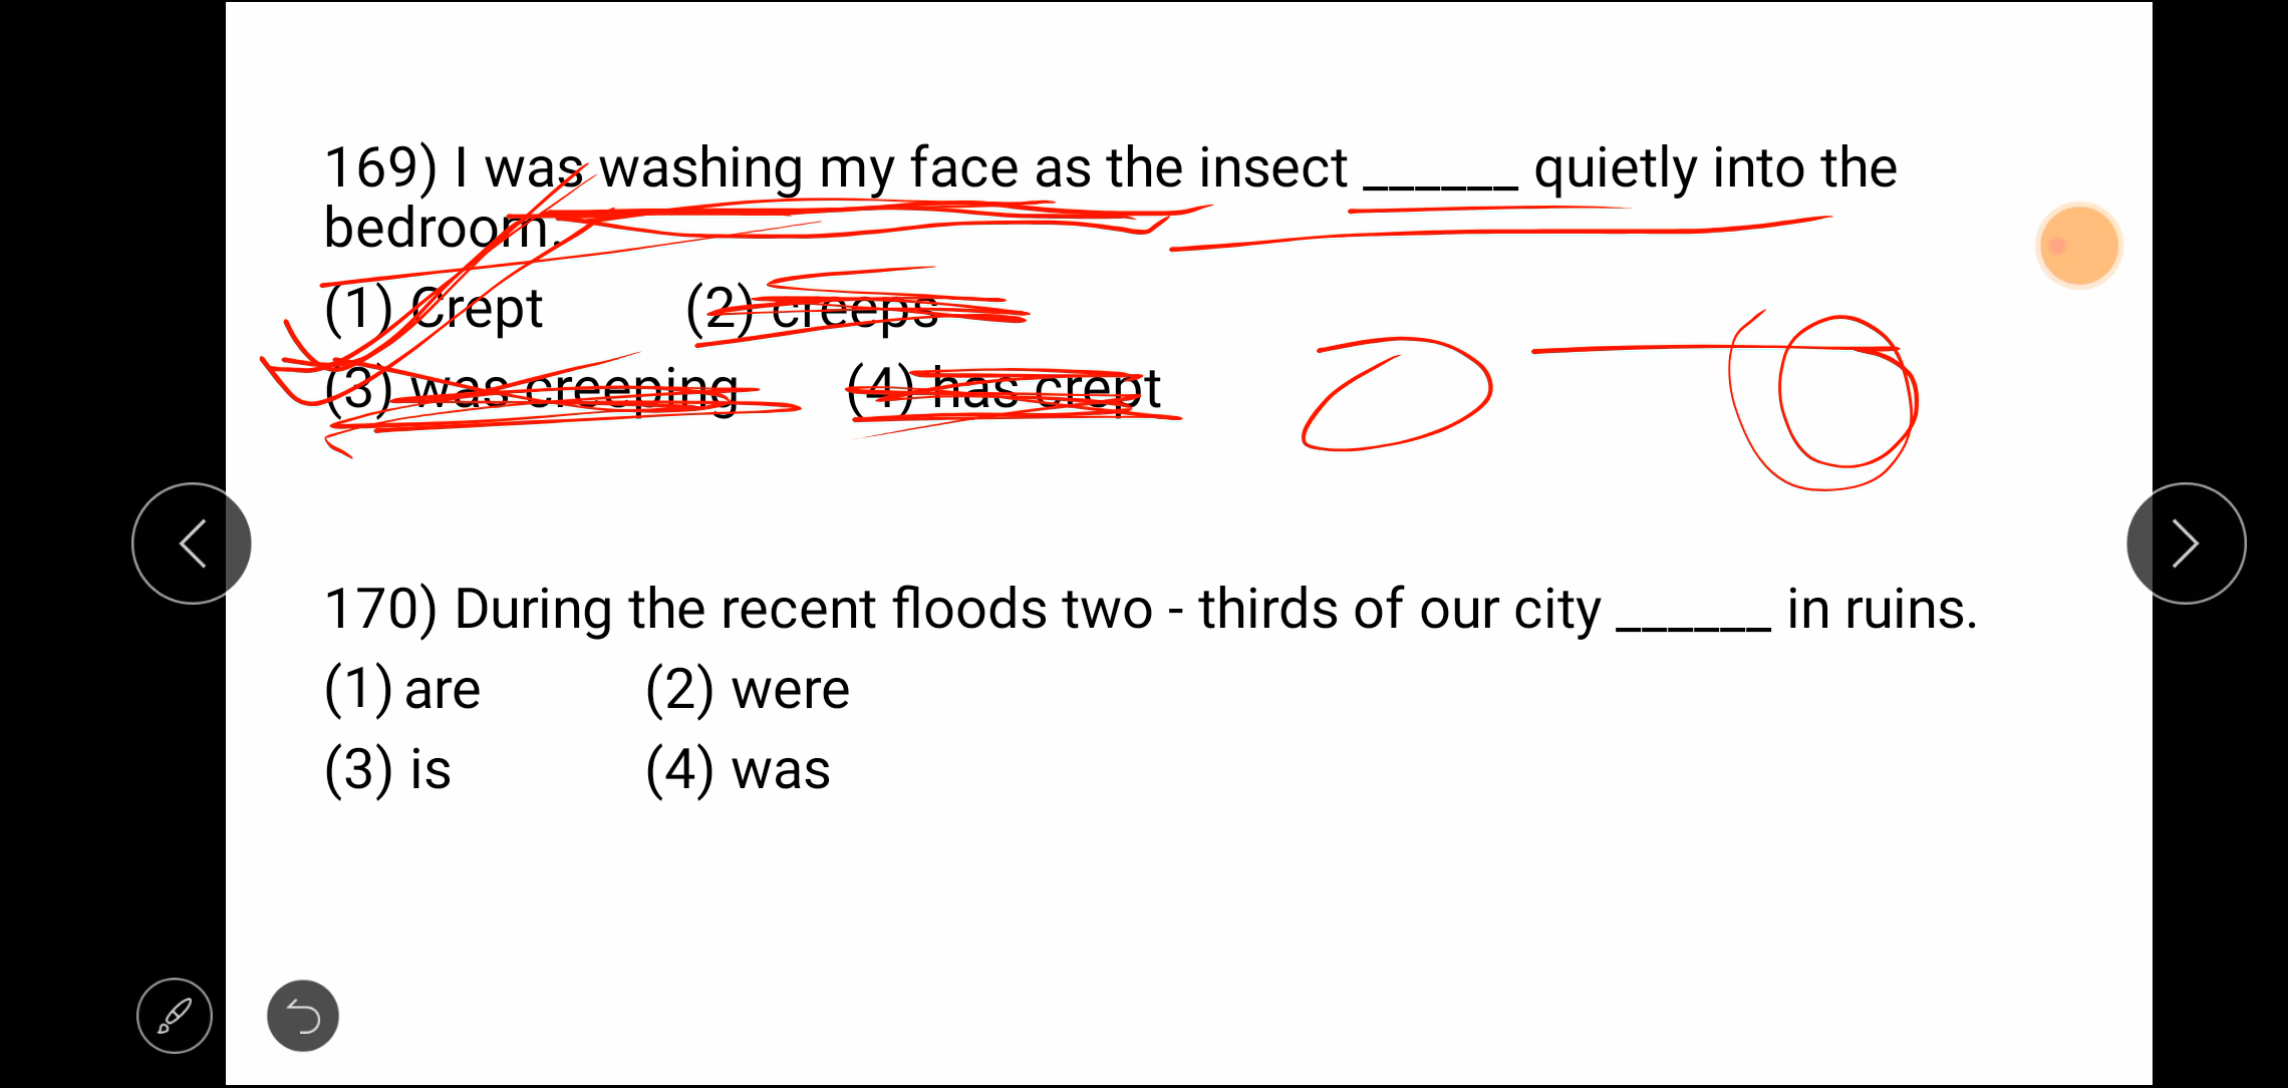 169) I was washing my face as the insect ______ quietly into the
bedroom.
(1) Crept (2) creeps
(3) was creeping (4) has crept
170) During the recent floods two - thirds of our city ______ in ruins.
(1) are (2) were
(3) is (4) was